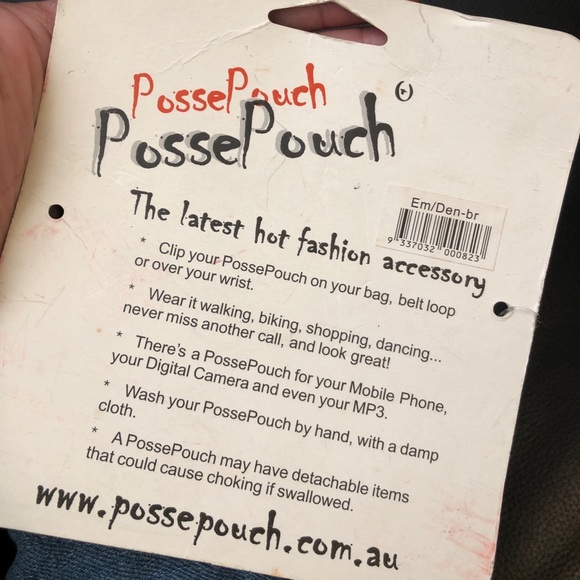 PossePouch
PossePouch
Em/Den-br
9 337032 000823
The latest hot fashion accessory
* Clip your PossePouch on your bag, belt loop
or over your wrist.
* Wear it walking, biking, shopping, dancing...
never miss another call, and look great!
* There's a PossePouch for your Mobile Phone,
your Digital Camera and even your MP3.
* Wash your PossePouch by hand, with a damp
cloth.
* A PossePouch may have detachable items
that could cause choking if swallowed.
www.possepouch.com.au